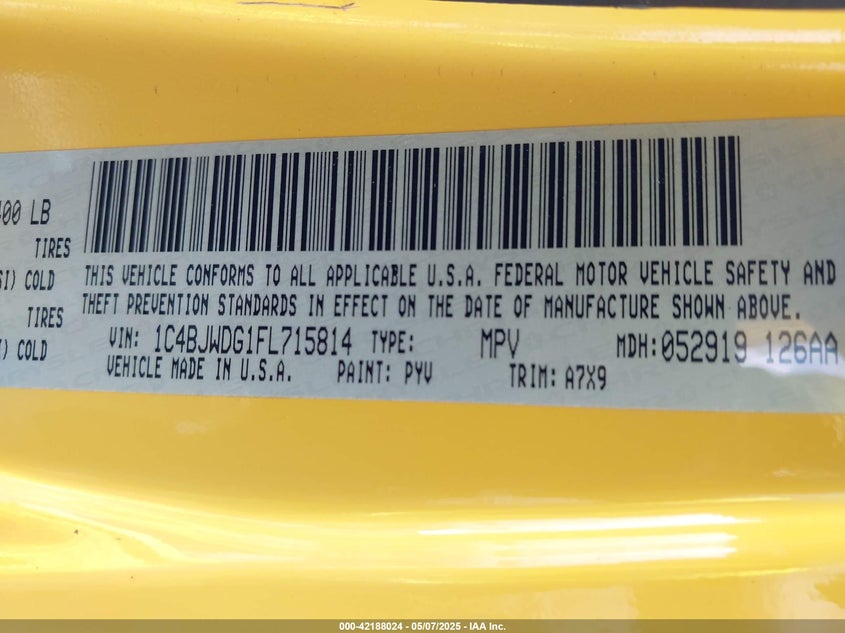 00 LB
TIRES
SI) COLD
TIRES
) COLD
THIS VEHICLE CONFORMS TO ALL APPLICABLE U.S.A. FEDERAL MOTOR VEHICLE SAFETY AND
THEFT PREVENTION STANDARDS IN EFFECT ON THE DATE OF MANUFACTURE SHOWN ABOVE.
VIN: 1C4BJWDG1FL715814 TYPE: MPV MDH: 052919 126AA
VEHICLE MADE IN U.S.A. PAINT: PYV TRIM: A7X9
000-42188024 - 05/07/2025 - IAA Inc.